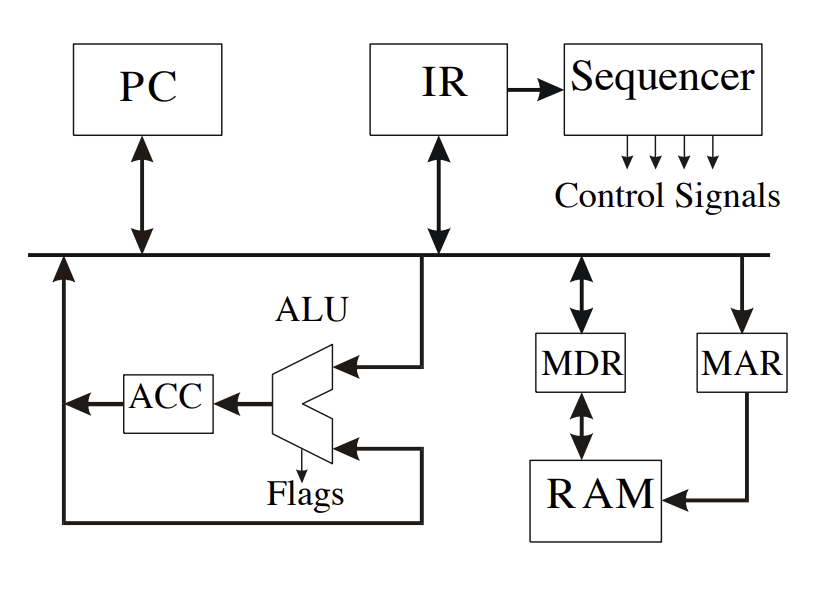 PC
IR
Sequencer
Control Signals
ALU
ACC
MDR
MAR
Flags
RAM